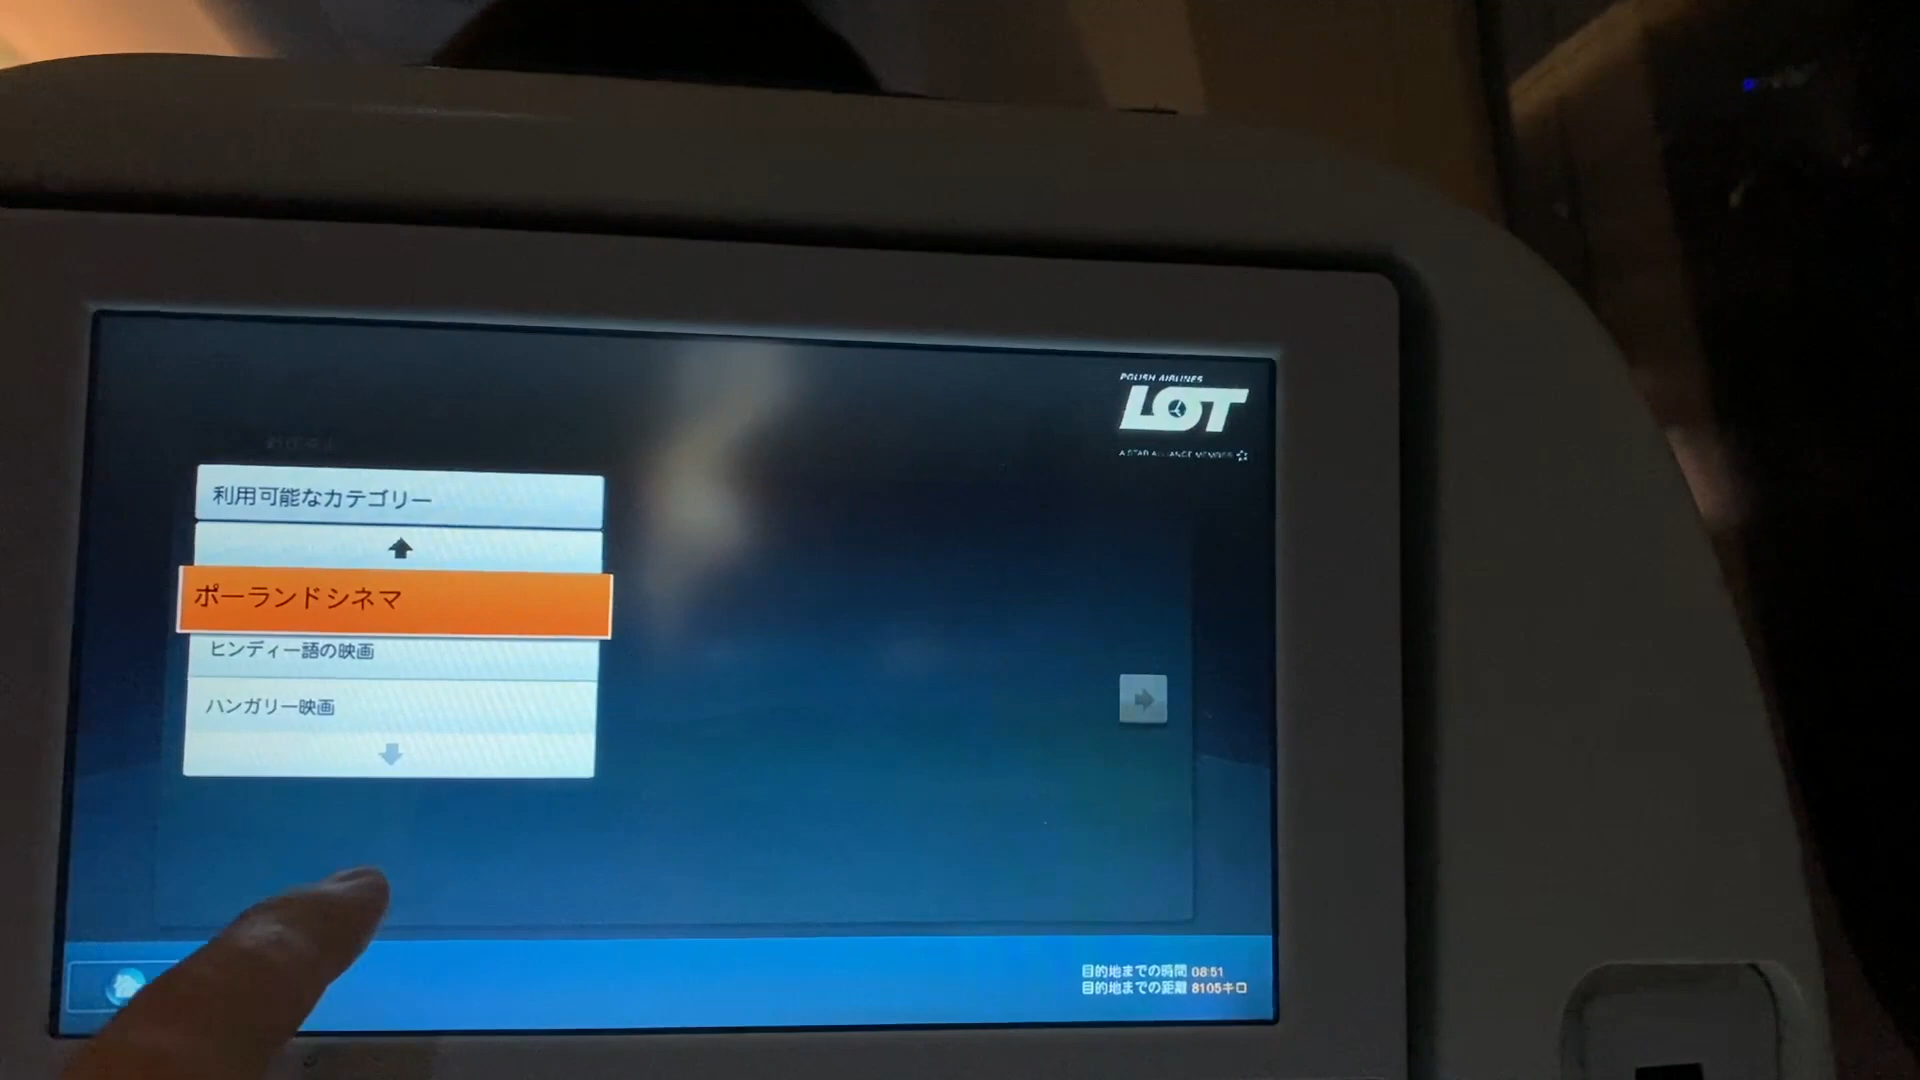 POLISH AIRLINES
LOT
A STAR ALLIANCE MEMBER
利用可能なカテゴリー
ポーランドシネマ
ヒンディー語の映画
ハンガリー映画
目的地までの時間 08:51
目的地までの距離 8105キロ